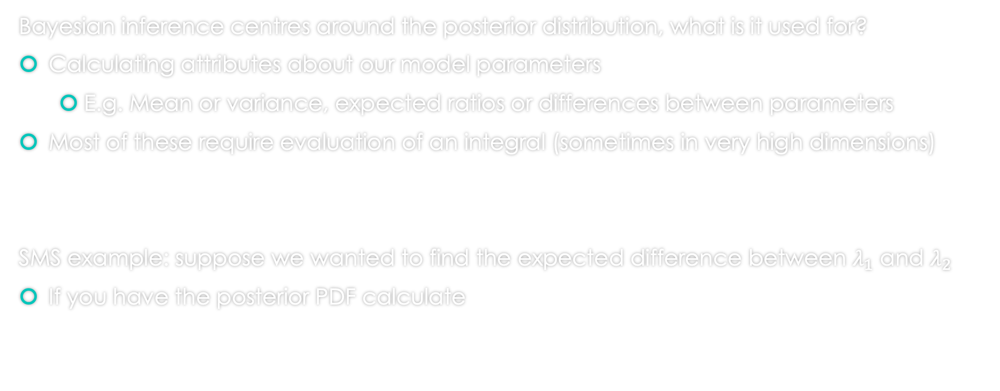 Bayesian inference centres around the posterior distribution, what is it used for?
Calculating attributes about our model parameters
E.g. Mean or variance, expected ratios or differences between parameters
Most of these require evaluation of an integral (sometimes in very high dimensions)
SMS example: suppose we wanted to find the expected difference between 𝜆₁ and 𝜆₂
If you have the posterior PDF calculate